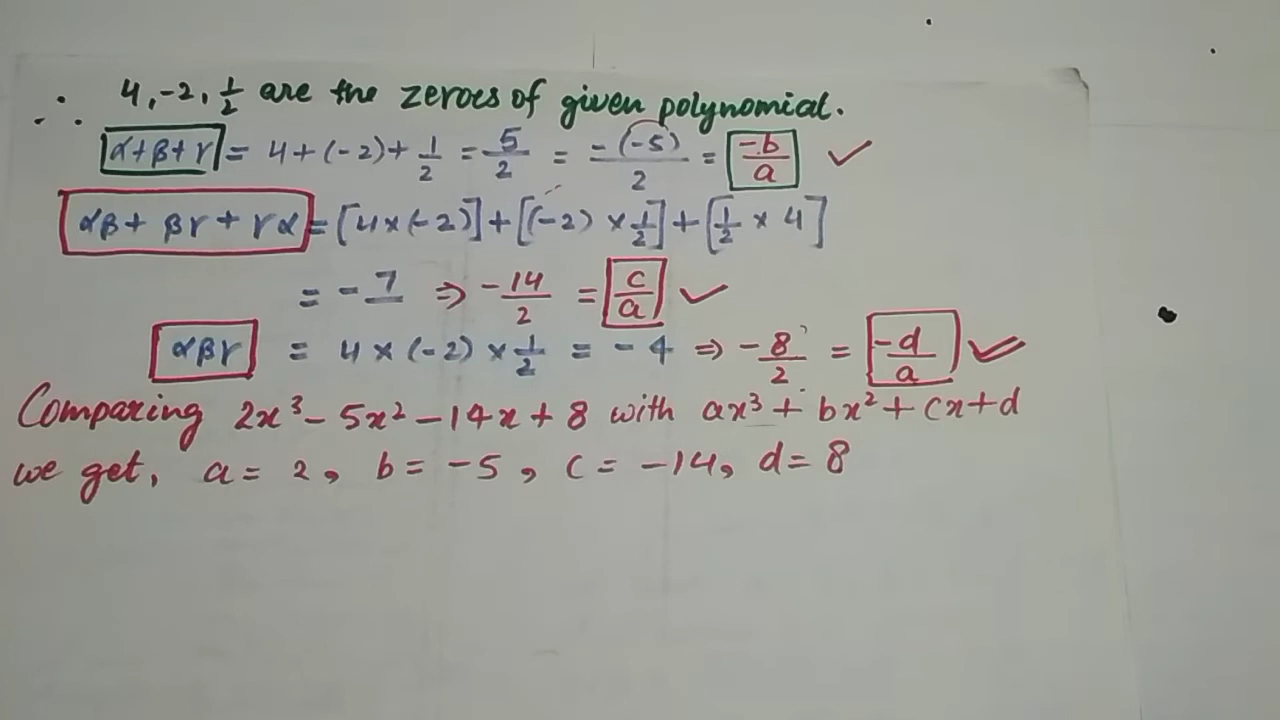 ∴ 4, -2, 1/2 are the zeroes of given polynomial.
α+β+γ = 4+(-2)+ 1/2 = 5/2 = -(-5)/2 = -b/a ✓
αβ + βγ + γα = [4×(-2)] + [(-2) × 1/2] + [1/2 × 4]
= -7 ⇒ -14/2 = c/a ✓
αβγ = 4 × (-2) × 1/2 = -4 ⇒ -8/2 = -d/a ✓
Comparing 2x³ - 5x² - 14x + 8 with ax³ + bx² + cx + d
we get, a = 2, b = -5, c = -14, d = 8